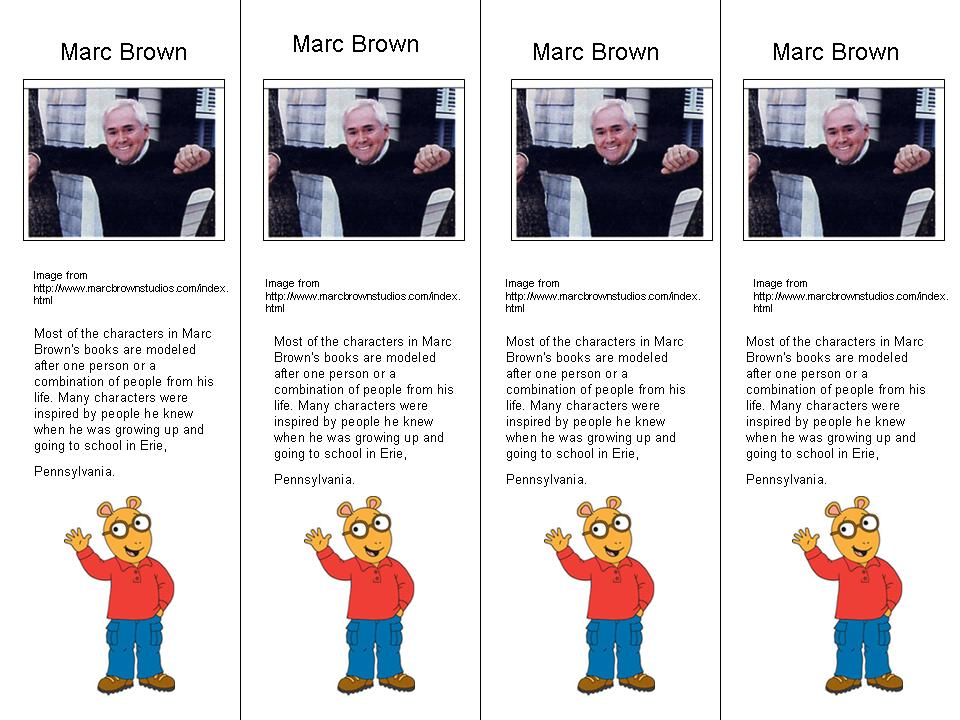 Marc Brown
Image from
http://www.marcbrownstudios.com/index.
html
Most of the characters in Marc
Brown's books are modeled
after one person or a
combination of people from his
life. Many characters were
inspired by people he knew
when he was growing up and
going to school in Erie,
Pennsylvania.
Marc Brown
Image from
http://www.marcbrownstudios.com/index.
html
Most of the characters in Marc
Brown's books are modeled
after one person or a
combination of people from his
life. Many characters were
inspired by people he knew
when he was growing up and
going to school in Erie,
Pennsylvania.
Marc Brown
Image from
http://www.marcbrownstudios.com/index.
html
Most of the characters in Marc
Brown's books are modeled
after one person or a
combination of people from his
life. Many characters were
inspired by people he knew
when he was growing up and
going to school in Erie,
Pennsylvania.
Marc Brown
Image from
http://www.marcbrownstudios.com/index.
html
Most of the characters in Marc
Brown's books are modeled
after one person or a
combination of people from his
life. Many characters were
inspired by people he knew
when he was growing up and
going to school in Erie,
Pennsylvania.